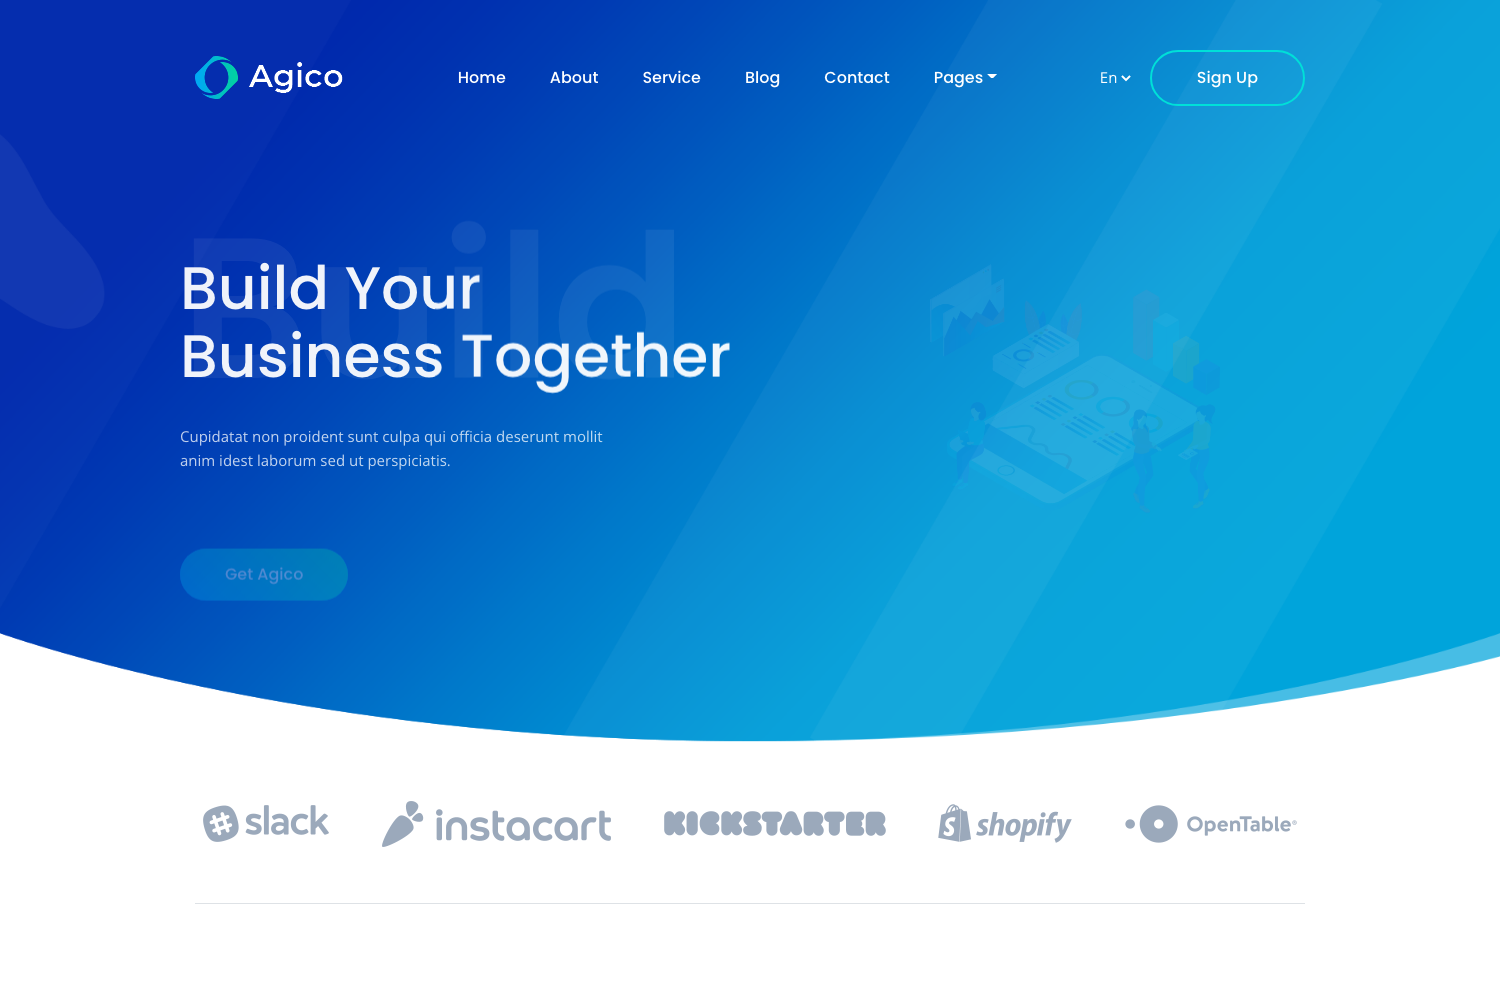 Agico
Home
About
Service
Blog
Contact
Pages
En
Sign Up
Build
Build Your
Business Together
Cupidatat non proident sunt culpa qui officia deserunt mollit
anim idest laborum sed ut perspiciatis.
Get Agico
slack
instacart
KICKSTARTER
shopify
OpenTable®